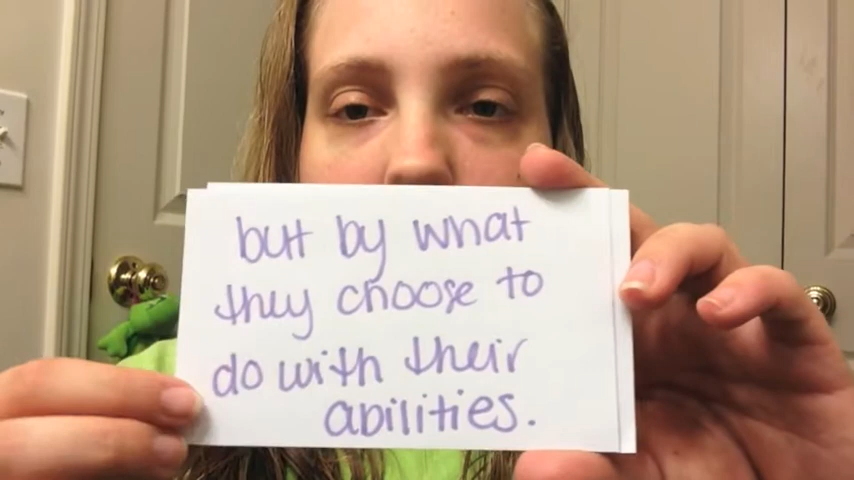 but by what
they choose to
do with their
abilities.